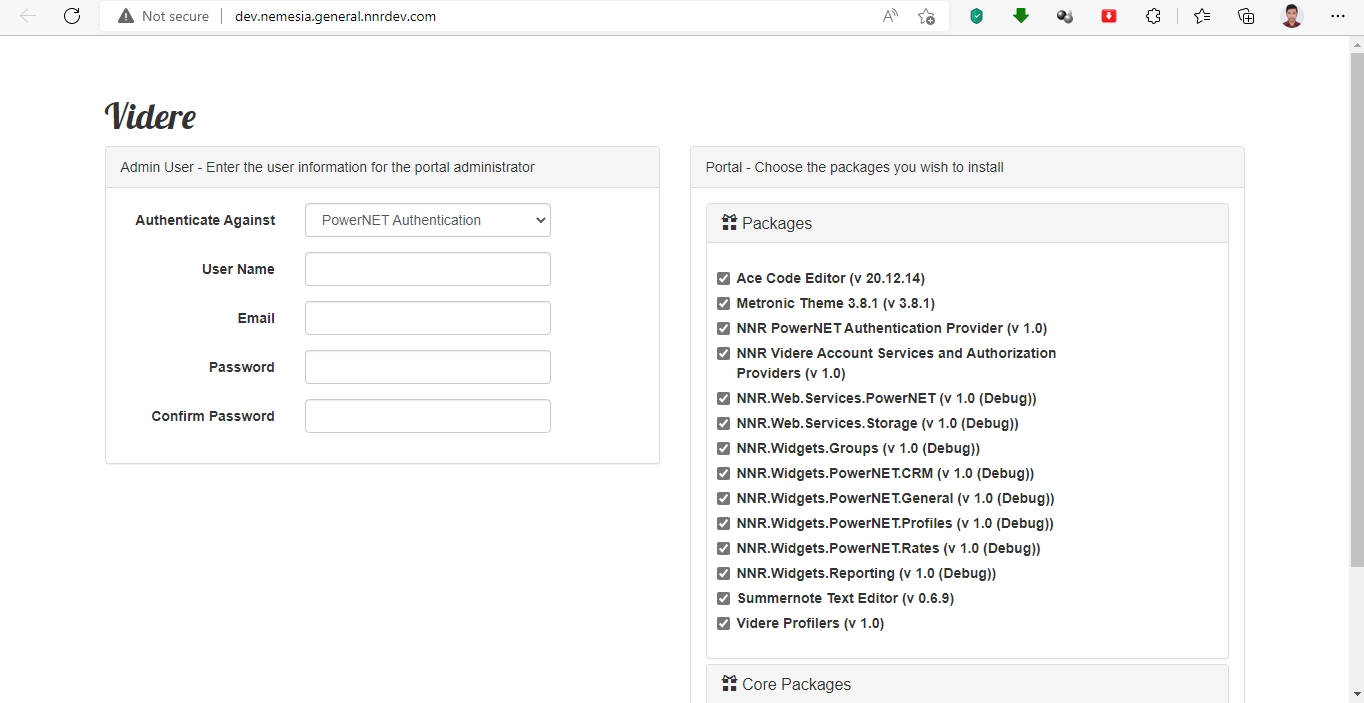 Not secure
dev.nemesia.general.nnrdev.com
Videre
Admin User - Enter the user information for the portal administrator
Authenticate Against
PowerNET Authentication
User Name
Email
Password
Confirm Password
Portal - Choose the packages you wish to install
Packages
Ace Code Editor (v 20.12.14)
Metronic Theme 3.8.1 (v 3.8.1)
NNR PowerNET Authentication Provider (v 1.0)
NNR Videre Account Services and Authorization
Providers (v 1.0)
NNR.Web.Services.PowerNET (v 1.0 (Debug))
NNR.Web.Services.Storage (v 1.0 (Debug))
NNR.Widgets.Groups (v 1.0 (Debug))
NNR.Widgets.PowerNET.CRM (v 1.0 (Debug))
NNR.Widgets.PowerNET.General (v 1.0 (Debug))
NNR.Widgets.PowerNET.Profiles (v 1.0 (Debug))
NNR.Widgets.PowerNET.Rates (v 1.0 (Debug))
NNR.Widgets.Reporting (v 1.0 (Debug))
Summernote Text Editor (v 0.6.9)
Videre Profilers (v 1.0)
Core Packages